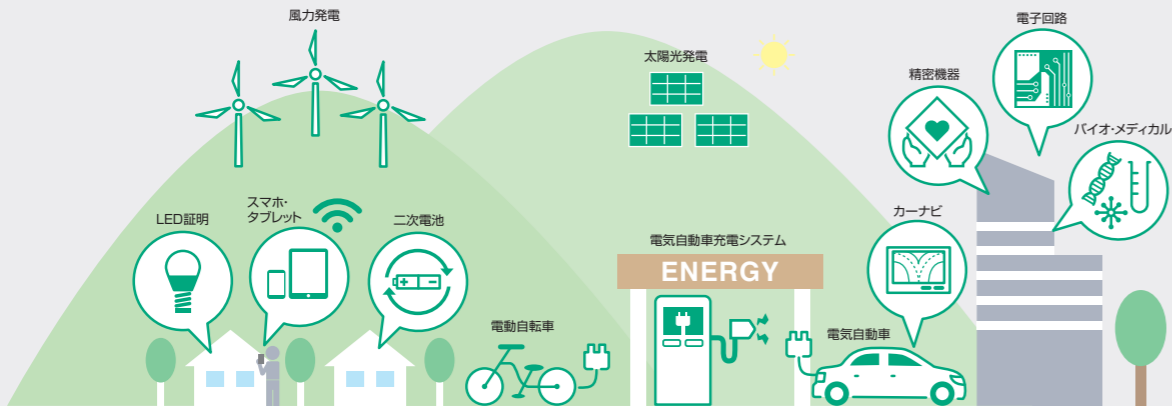 風力発電
太陽光発電
電子回路
精密機器
バイオ・メディカル
LED証明
スマホ・
タブレット
二次電池
カーナビ
電気自動車充電システム
ENERGY
電動自転車
電気自動車